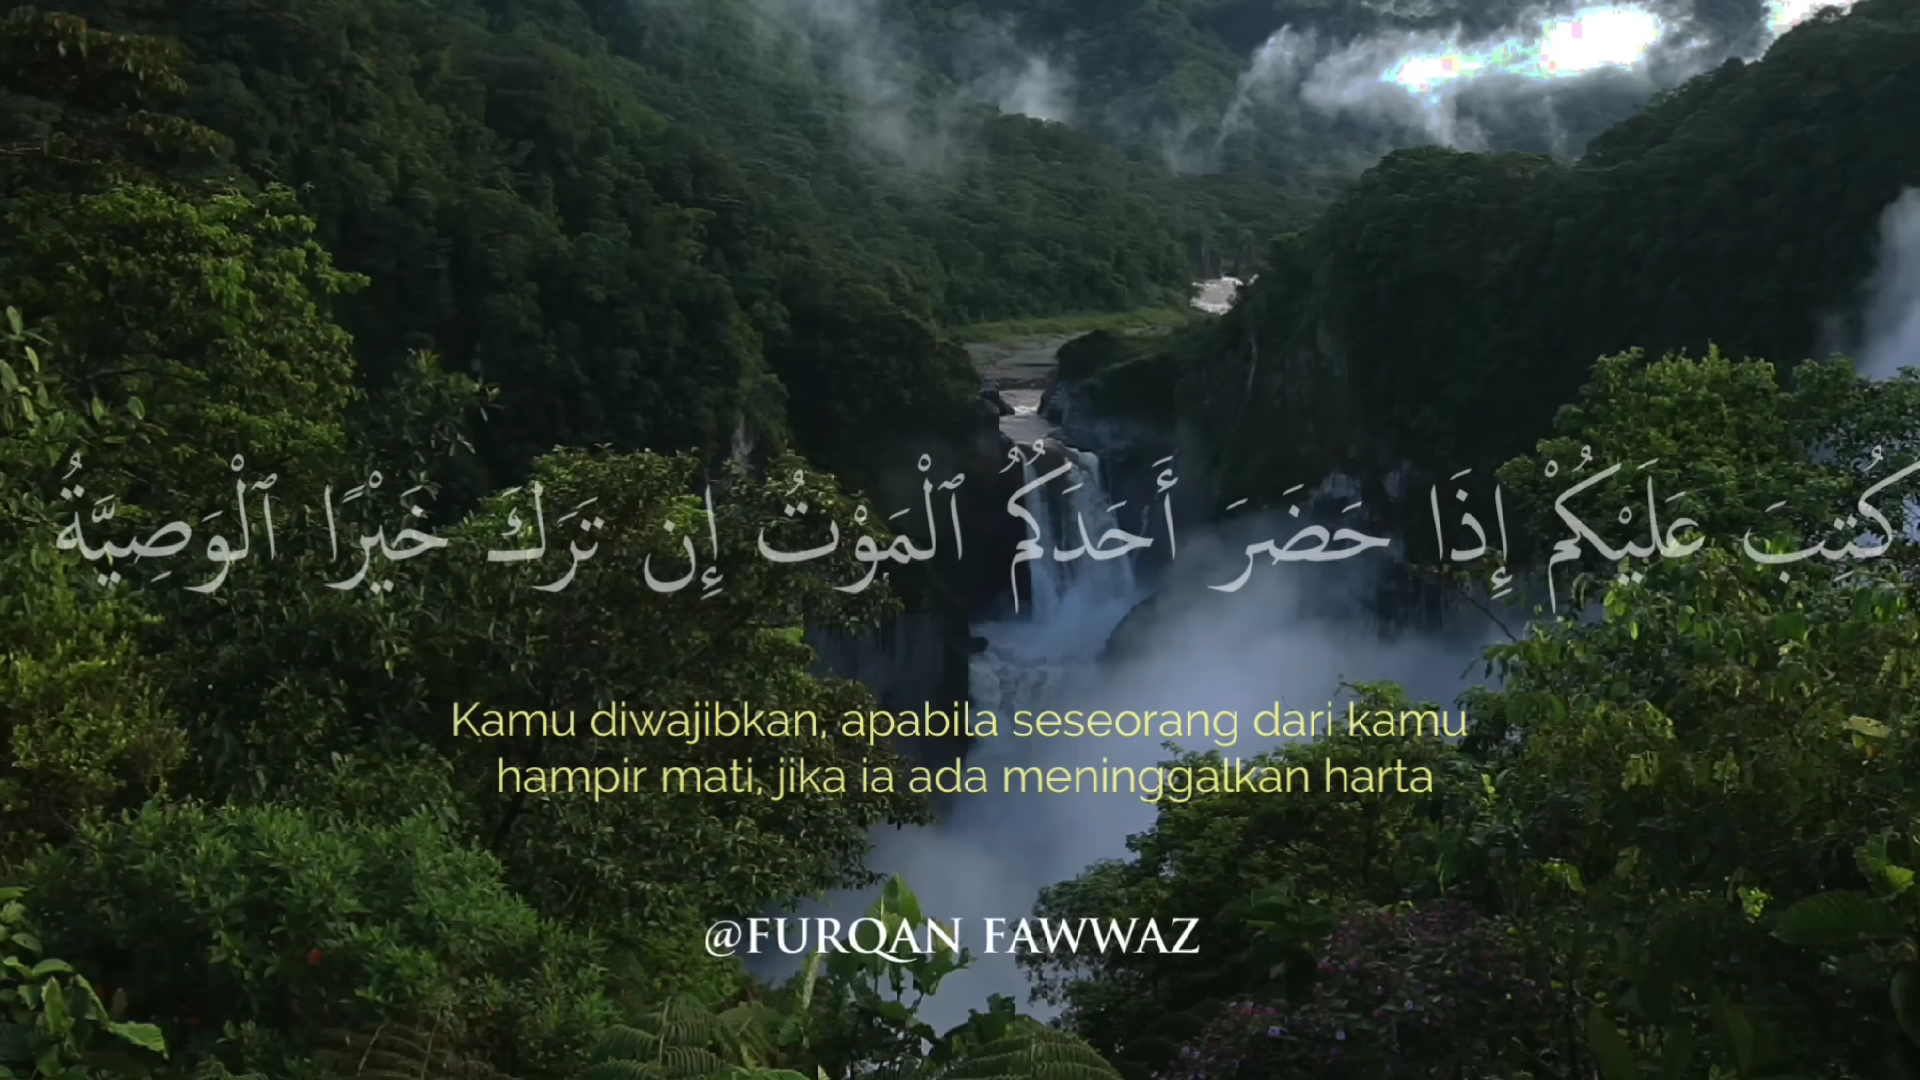 كُتِبَ عَلَيْكُمْ إِذَا حَضَرَ أَحَدَكُمُ ٱلْمَوْتُ إِن تَرَكَ خَيْرًا ٱلْوَصِيَّةُ
Kamu diwajibkan, apabila seseorang dari kamu
hampir mati, jika ia ada meninggalkan harta
@FURQAN FAWWAZ